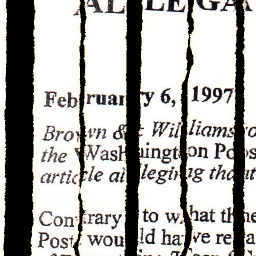 ALLEGA
February 6, 1997
Brown & Williamson
the Washington Post
article alleging that
Contrary to what the
Post would have rea